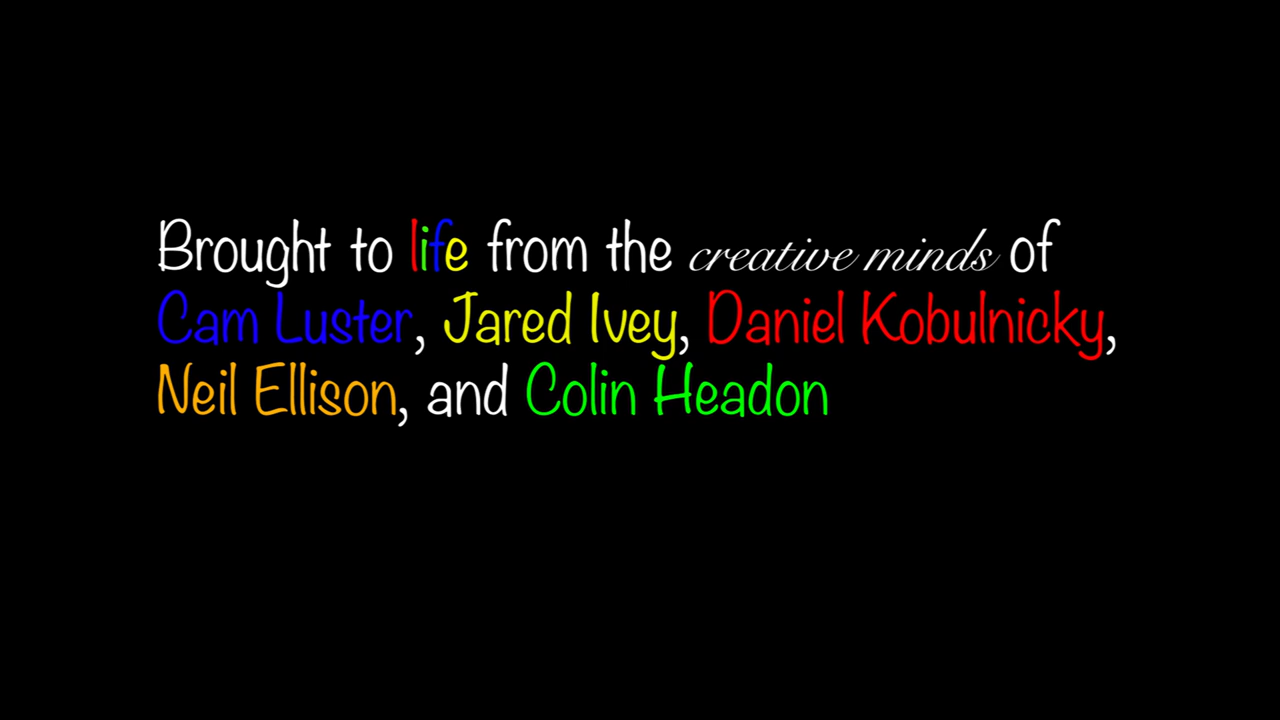 Brought to life from the creative minds of
Cam Luster, Jared Ivey, Daniel Kobulnicky,
Neil Ellison, and Colin Headon